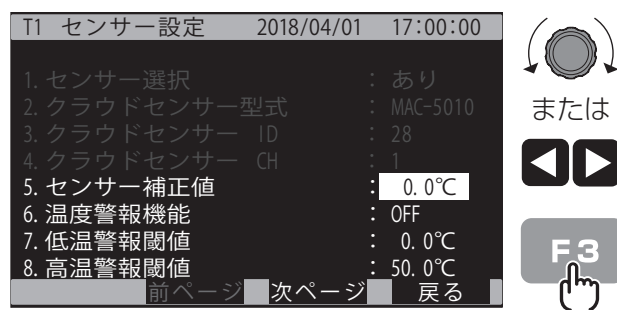 T1 センサー設定 2018/04/01 17:00:00
1. センサー選択 : あり
2. クラウドセンサー型式 : MAC-5010
3. クラウドセンサー ID : 28
4. クラウドセンサー CH : 1
5. センサー補正値 : 0.0℃
6. 温度警報機能 : OFF
7. 低温警報閾値 : 0.0℃
8. 高温警報閾値 : 50.0℃
前ページ 次ページ 戻る
または
F3